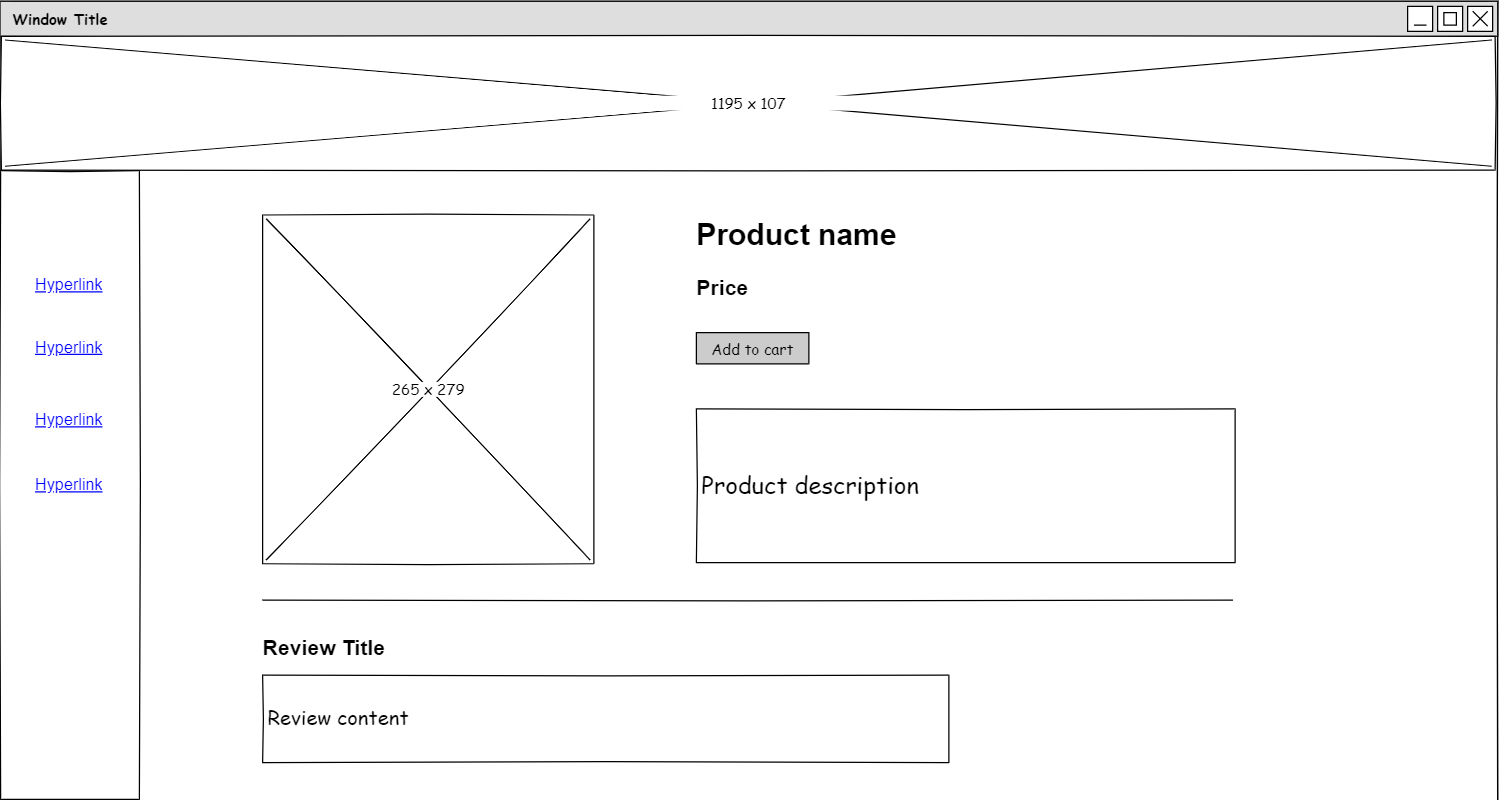 Window Title
1195 x 107
Hyperlink
Hyperlink
Hyperlink
Hyperlink
265 x 279
Product name
Price
Add to cart
Product description
Review Title
Review content